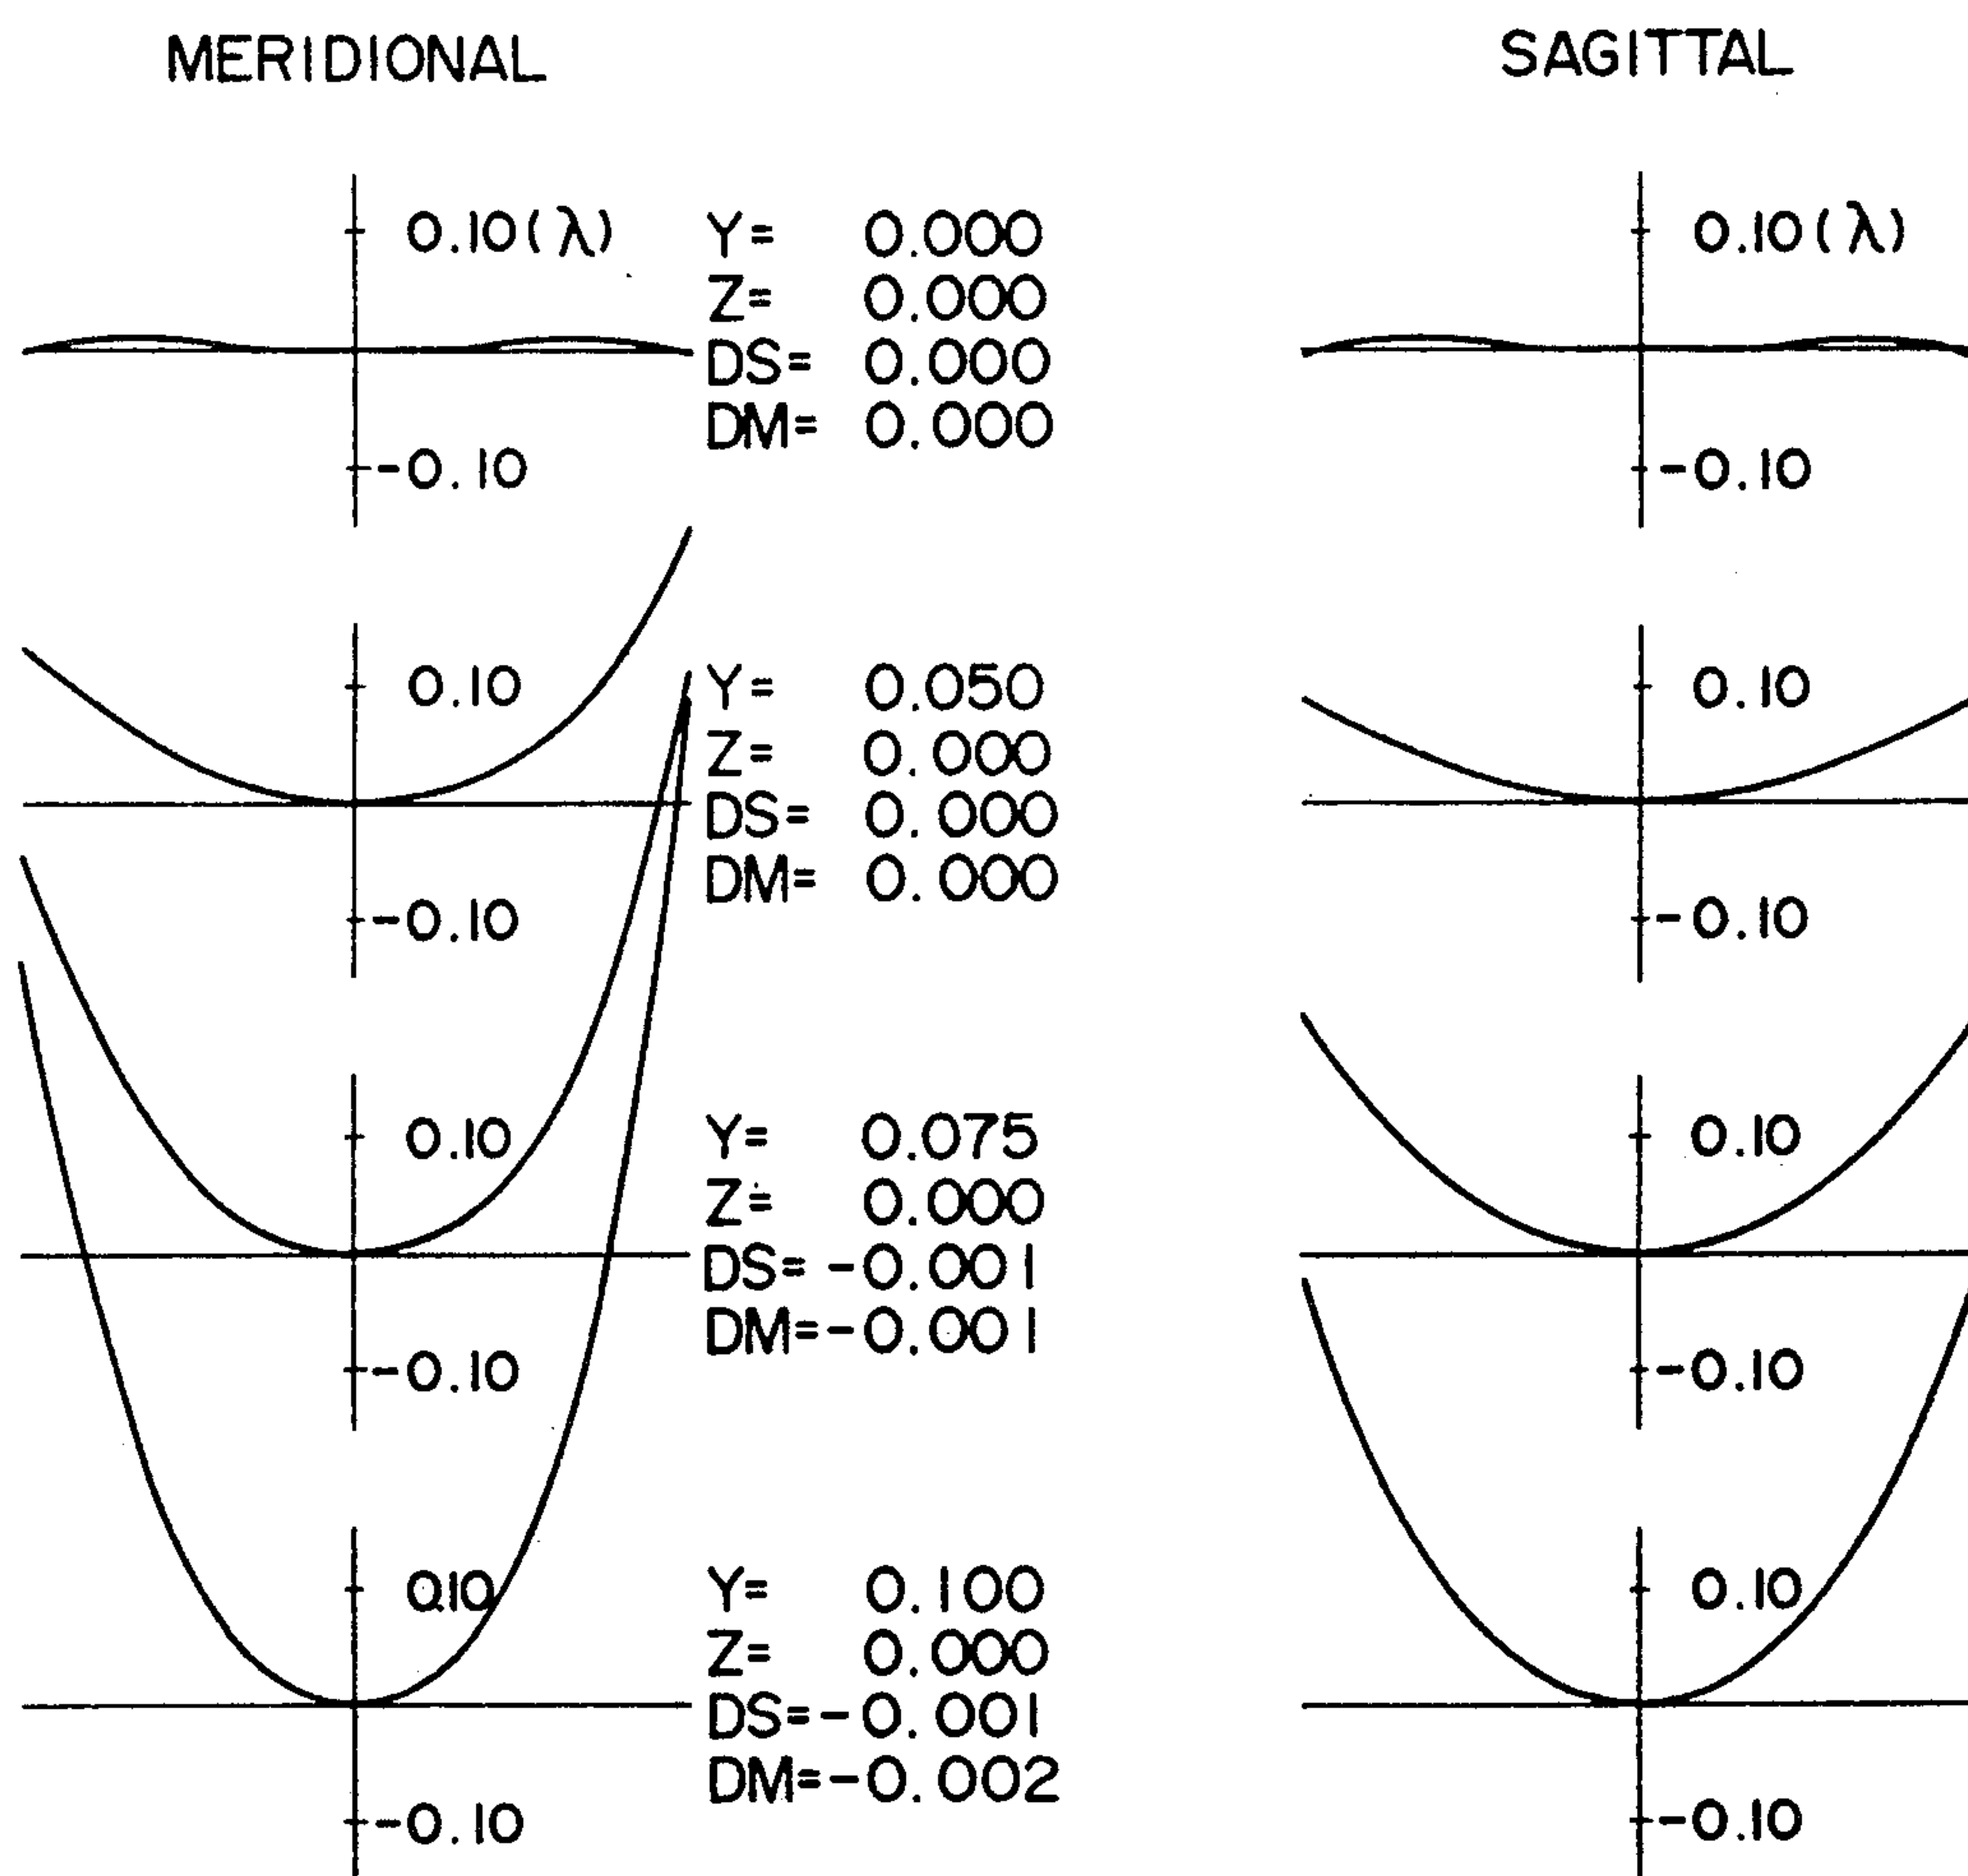 MERIDIONAL SAGITTAL
0.10(λ) Y= 0.000 0.10(λ)
Z= 0.000
DS= 0.000
DM= 0.000
-0.10 -0.10
0.10 Y= 0.050 0.10
Z= 0.000
DS= 0.000
DM= 0.000
-0.10 -0.10
0.10 Y= 0.075 0.10
Z= 0.000
DS= -0.001
DM= -0.001
-0.10 -0.10
0.10 Y= 0.100 0.10
Z= 0.000
DS= -0.001
DM= -0.002
-0.10 -0.10